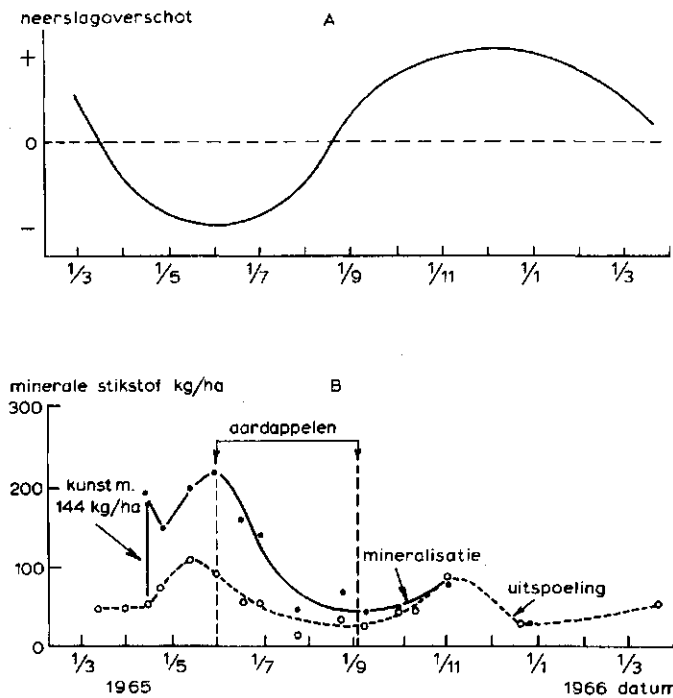 neerslagoverschot A
+
0
−
1/3 1/5 1/7 1/9 1/11 1/1 1/3
minerale stikstof kg/ha B
300
aardappelen
200
kunstm.
144 kg/ha
100
mineralisatie
uitspoeling
0
1/3 1/5 1/7 1/9 1/11 1/1 1/3
1965 1966 datum